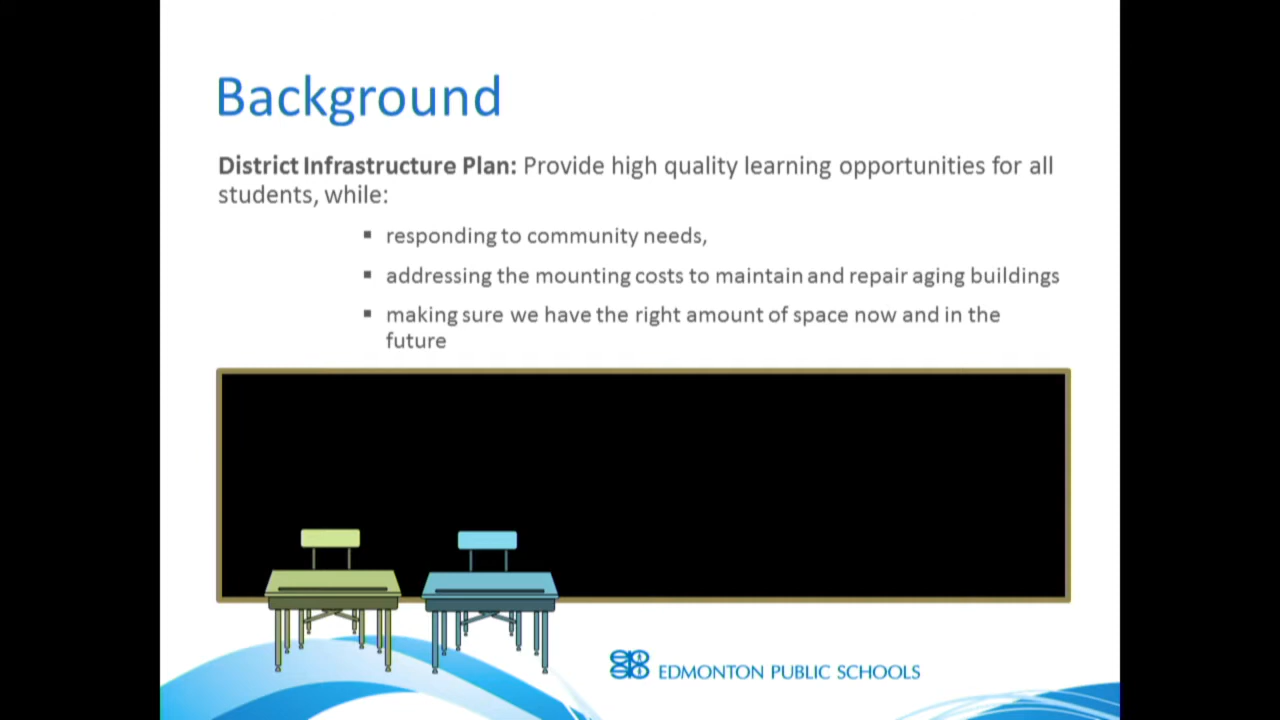 Background
District Infrastructure Plan: Provide high quality learning opportunities for all
students, while:
▪ responding to community needs,
▪ addressing the mounting costs to maintain and repair aging buildings
▪ making sure we have the right amount of space now and in the
future
EDMONTON PUBLIC SCHOOLS